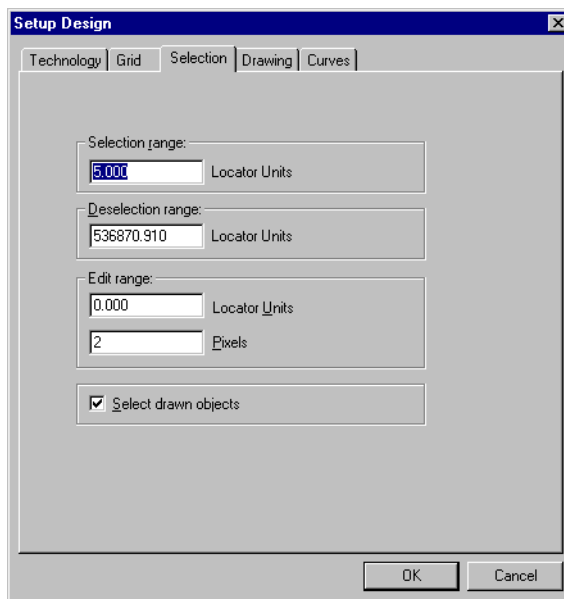 Setup Design
Technology Grid Selection Drawing Curves
Selection range:
5.000 Locator Units
Deselection range:
536870.910 Locator Units
Edit range:
0.000 Locator Units
2 Pixels
Select drawn objects
OK Cancel